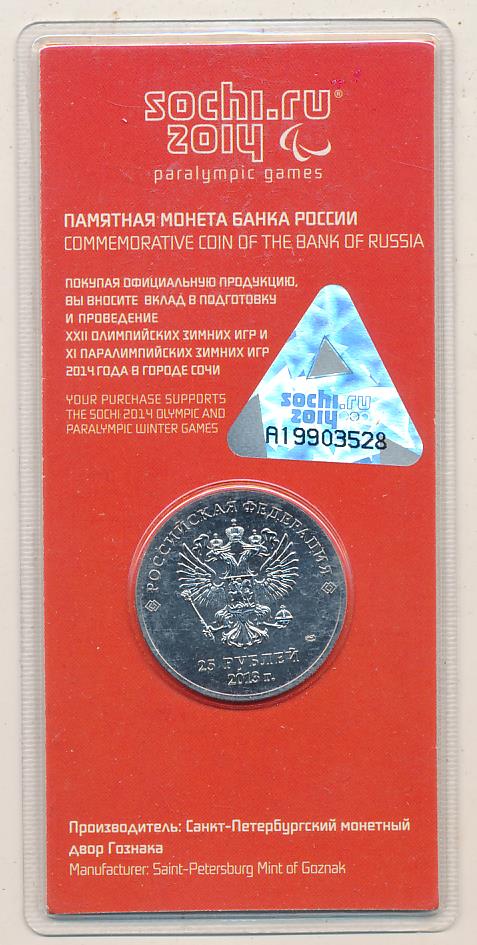 sochi.ru®
2014
paralympic games
ПАМЯТНАЯ МОНЕТА БАНКА РОССИИ
COMMEMORATIVE COIN OF THE BANK OF RUSSIA
ПОКУПАЯ ОФИЦИАЛЬНУЮ ПРОДУКЦИЮ,
ВЫ ВНОСИТЕ ВКЛАД В ПОДГОТОВКУ
И ПРОВЕДЕНИЕ
XXII ОЛИМПИЙСКИХ ЗИМНИХ ИГР И
XI ПАРАЛИМПИЙСКИХ ЗИМНИХ ИГР
2014 ГОДА В ГОРОДЕ СОЧИ
YOUR PURCHASE SUPPORTS
THE SOCHI 2014 OLYMPIC AND
PARALYMPIC WINTER GAMES
sochi.ru
2014
A19903528
РОССИЙСКАЯ ФЕДЕРАЦИЯ
25 РУБЛЕЙ
2013 г.
Производитель: Санкт-Петербургский монетный
двор Гознака
Manufacturer: Saint-Petersburg Mint of Goznak